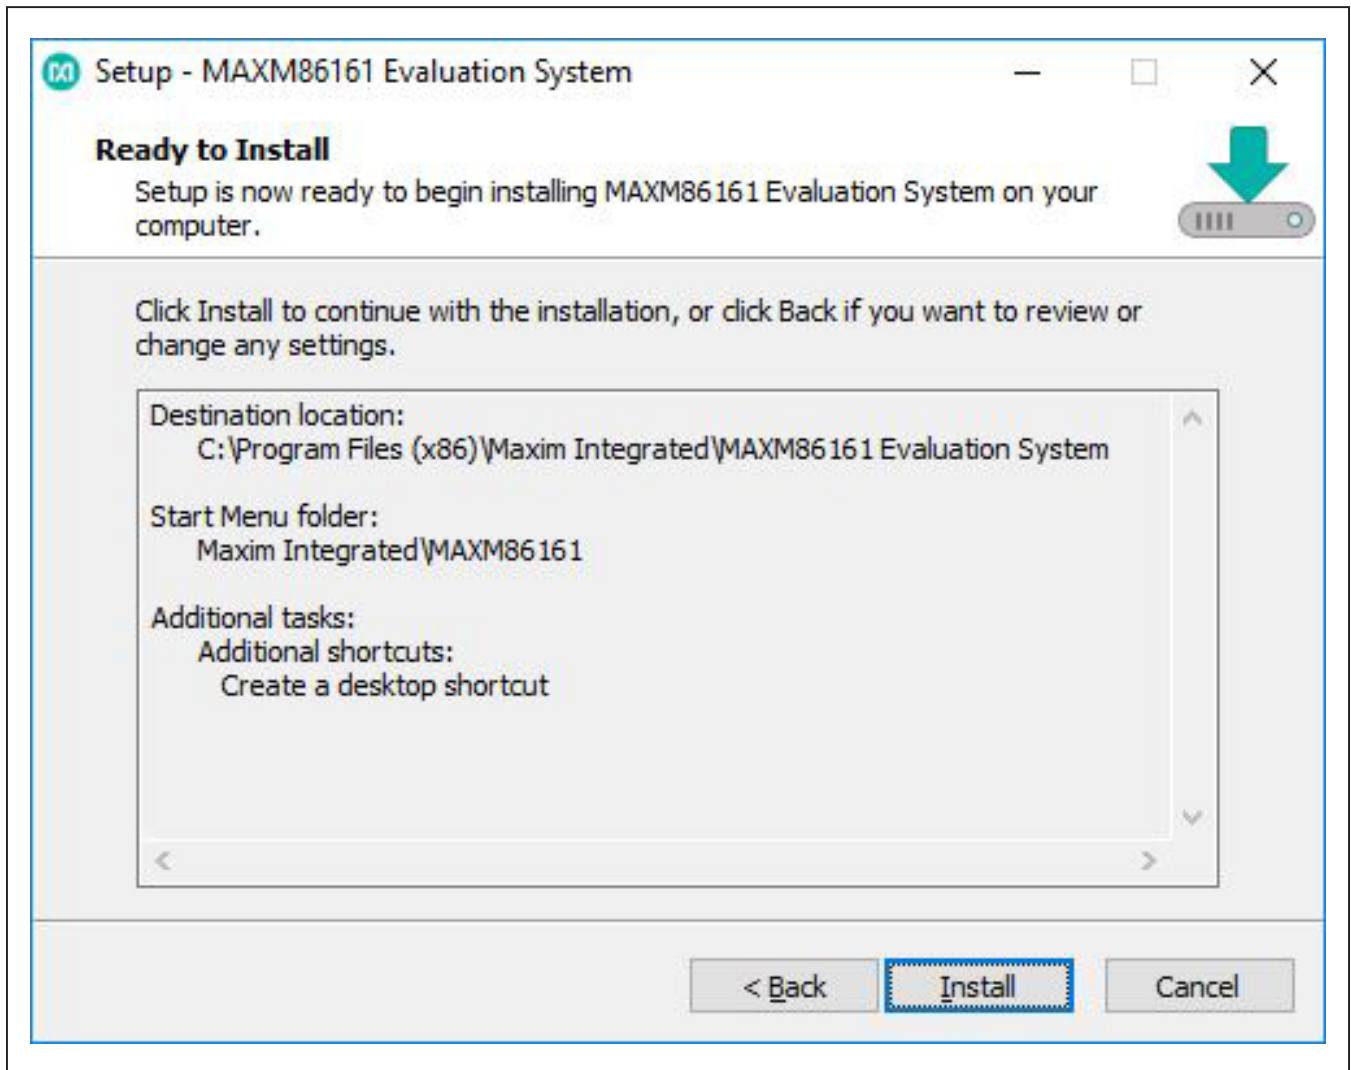 Setup - MAXM86161 Evaluation System
Ready to Install
Setup is now ready to begin installing MAXM86161 Evaluation System on your
computer.
Click Install to continue with the installation, or click Back if you want to review or
change any settings.
Destination location:
C:\Program Files (x86)\Maxim Integrated\MAXM86161 Evaluation System
Start Menu folder:
Maxim Integrated\MAXM86161
Additional tasks:
Additional shortcuts:
Create a desktop shortcut
< Back
Install
Cancel